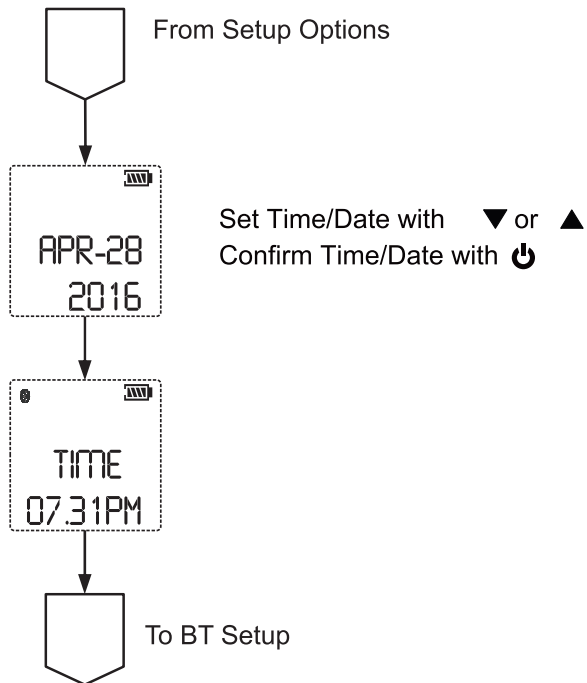 From Setup Options
APR-28
2016
Set Time/Date with ▼ or ▲
Confirm Time/Date with ⏻
TIME
07.31PM
To BT Setup